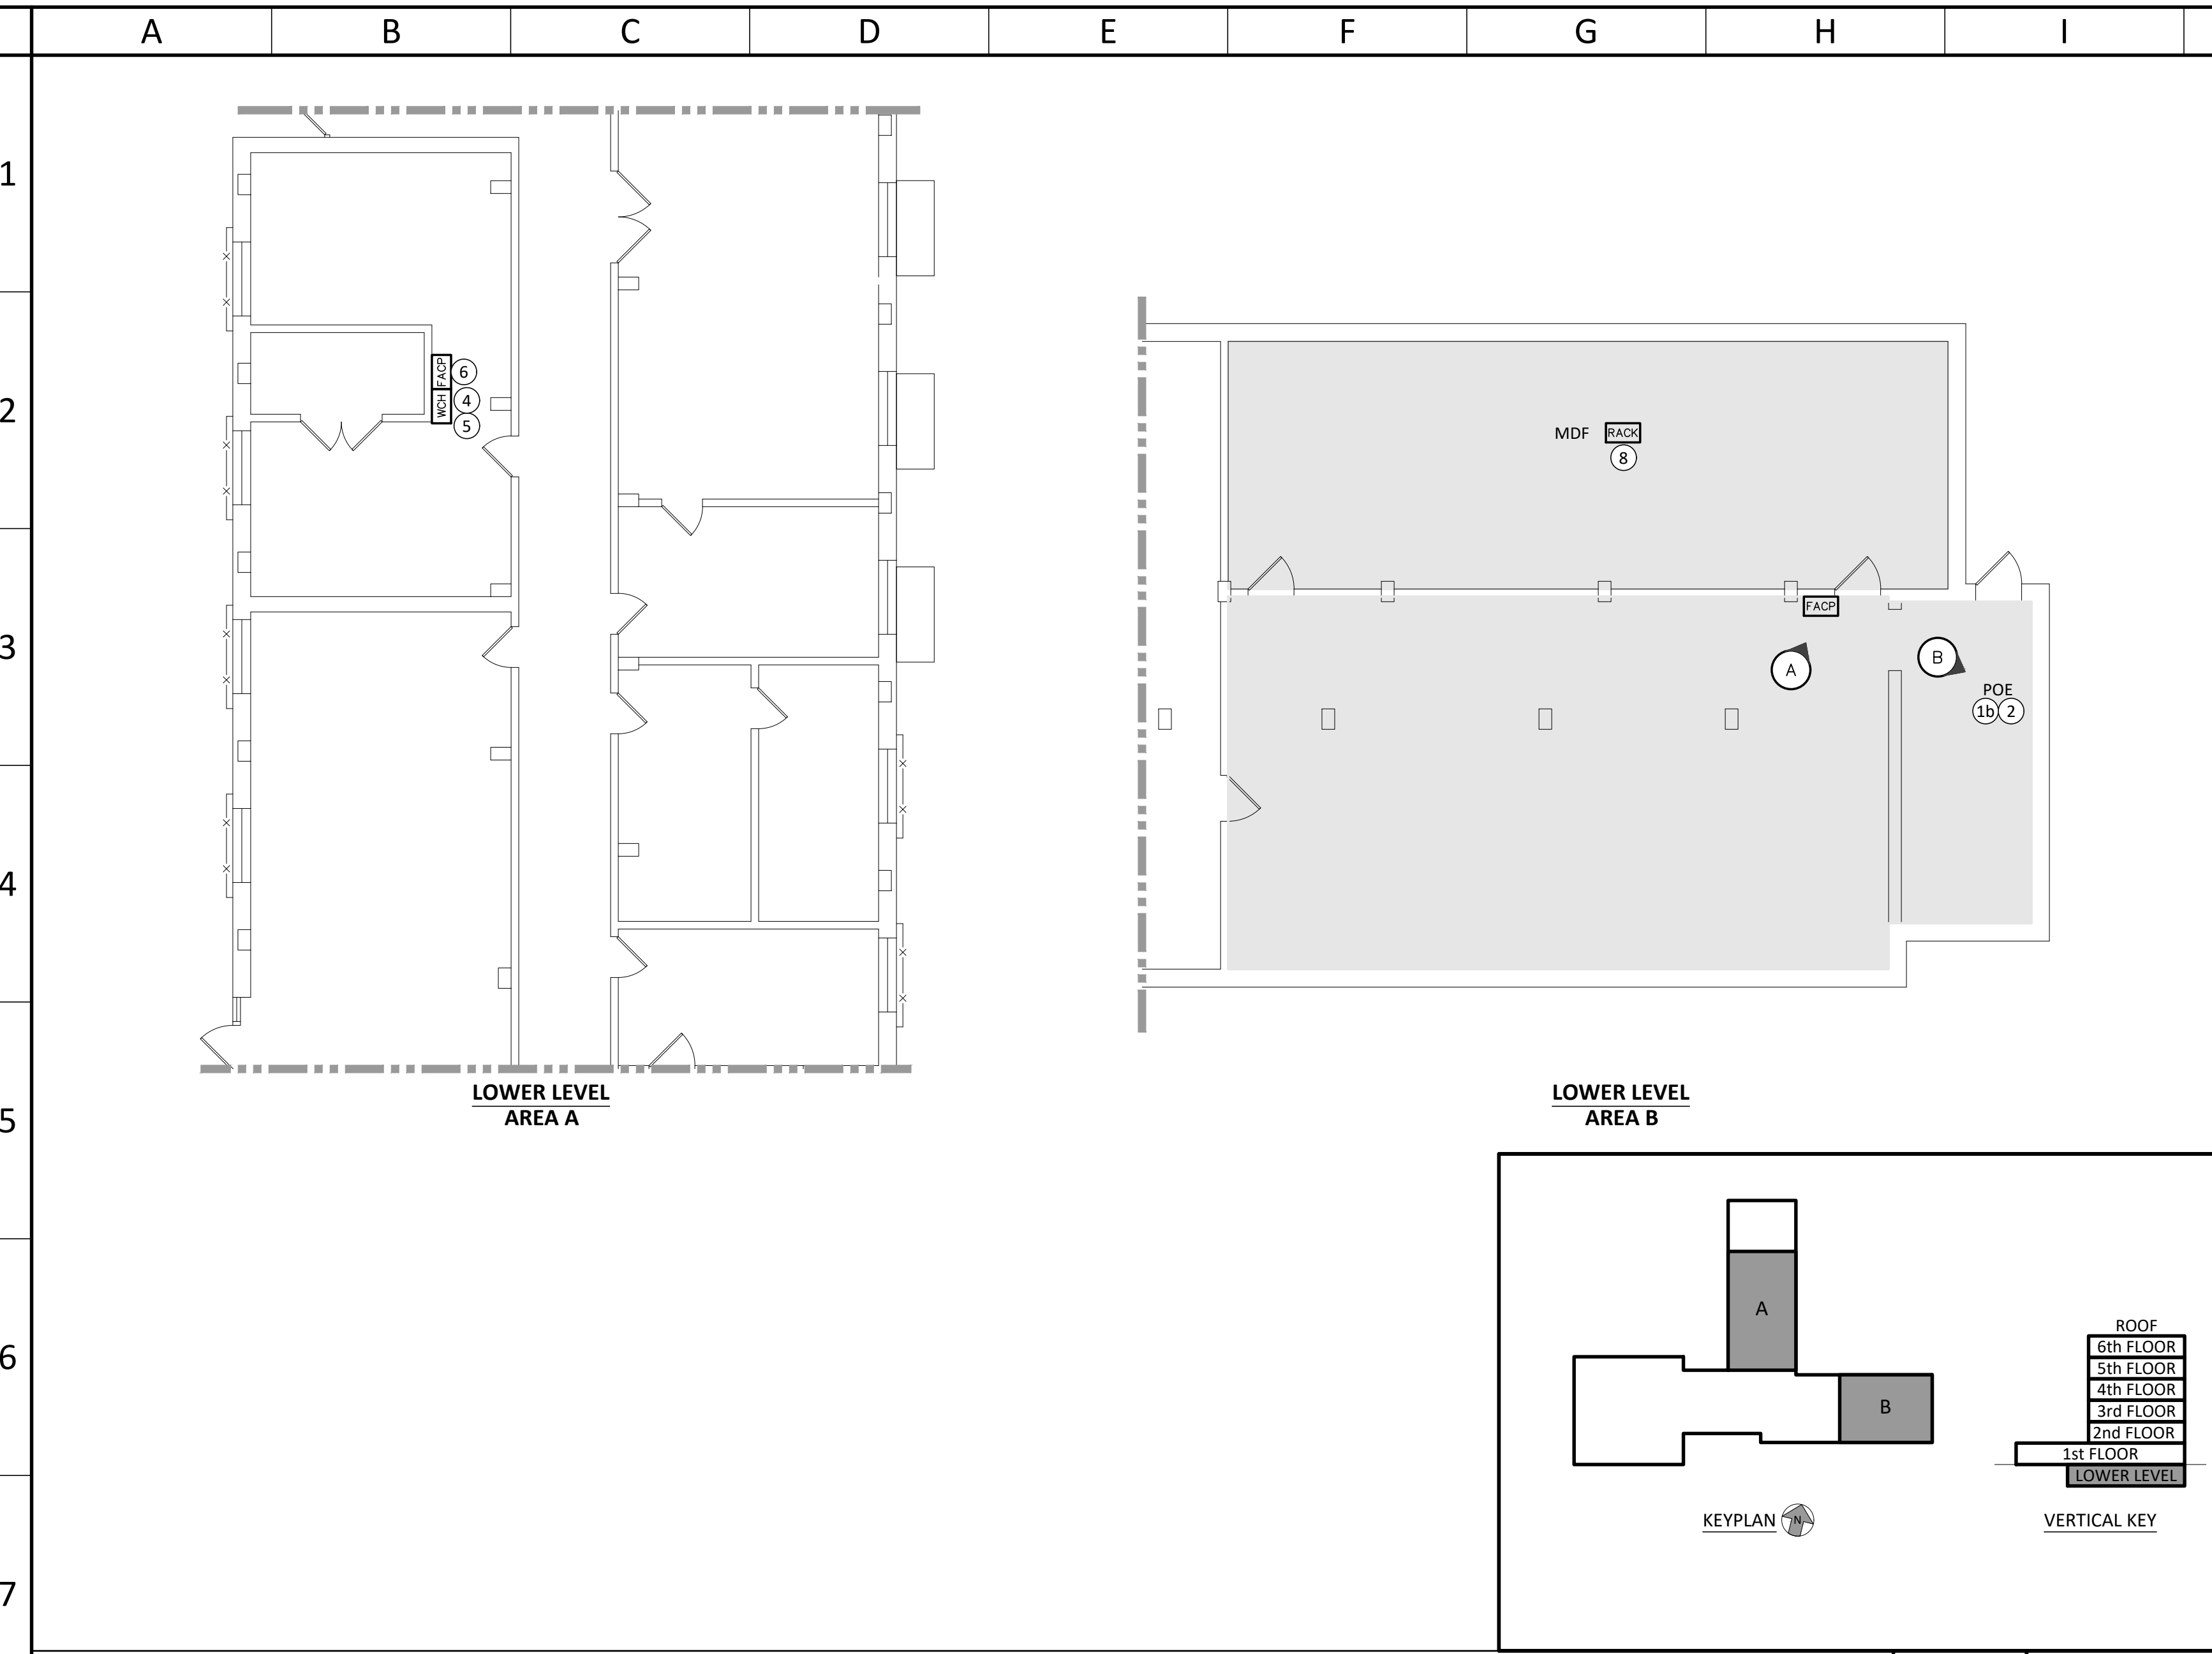 A B C D E F G H I
1
2
3
4
5
6
7
FACP 6
WCH 4
5
LOWER LEVEL
AREA A
MDF RACK
8
FACP
A
B
POE
1b 2
LOWER LEVEL
AREA B
A
B
KEYPLAN N
ROOF
6th FLOOR
5th FLOOR
4th FLOOR
3rd FLOOR
2nd FLOOR
1st FLOOR
LOWER LEVEL
VERTICAL KEY